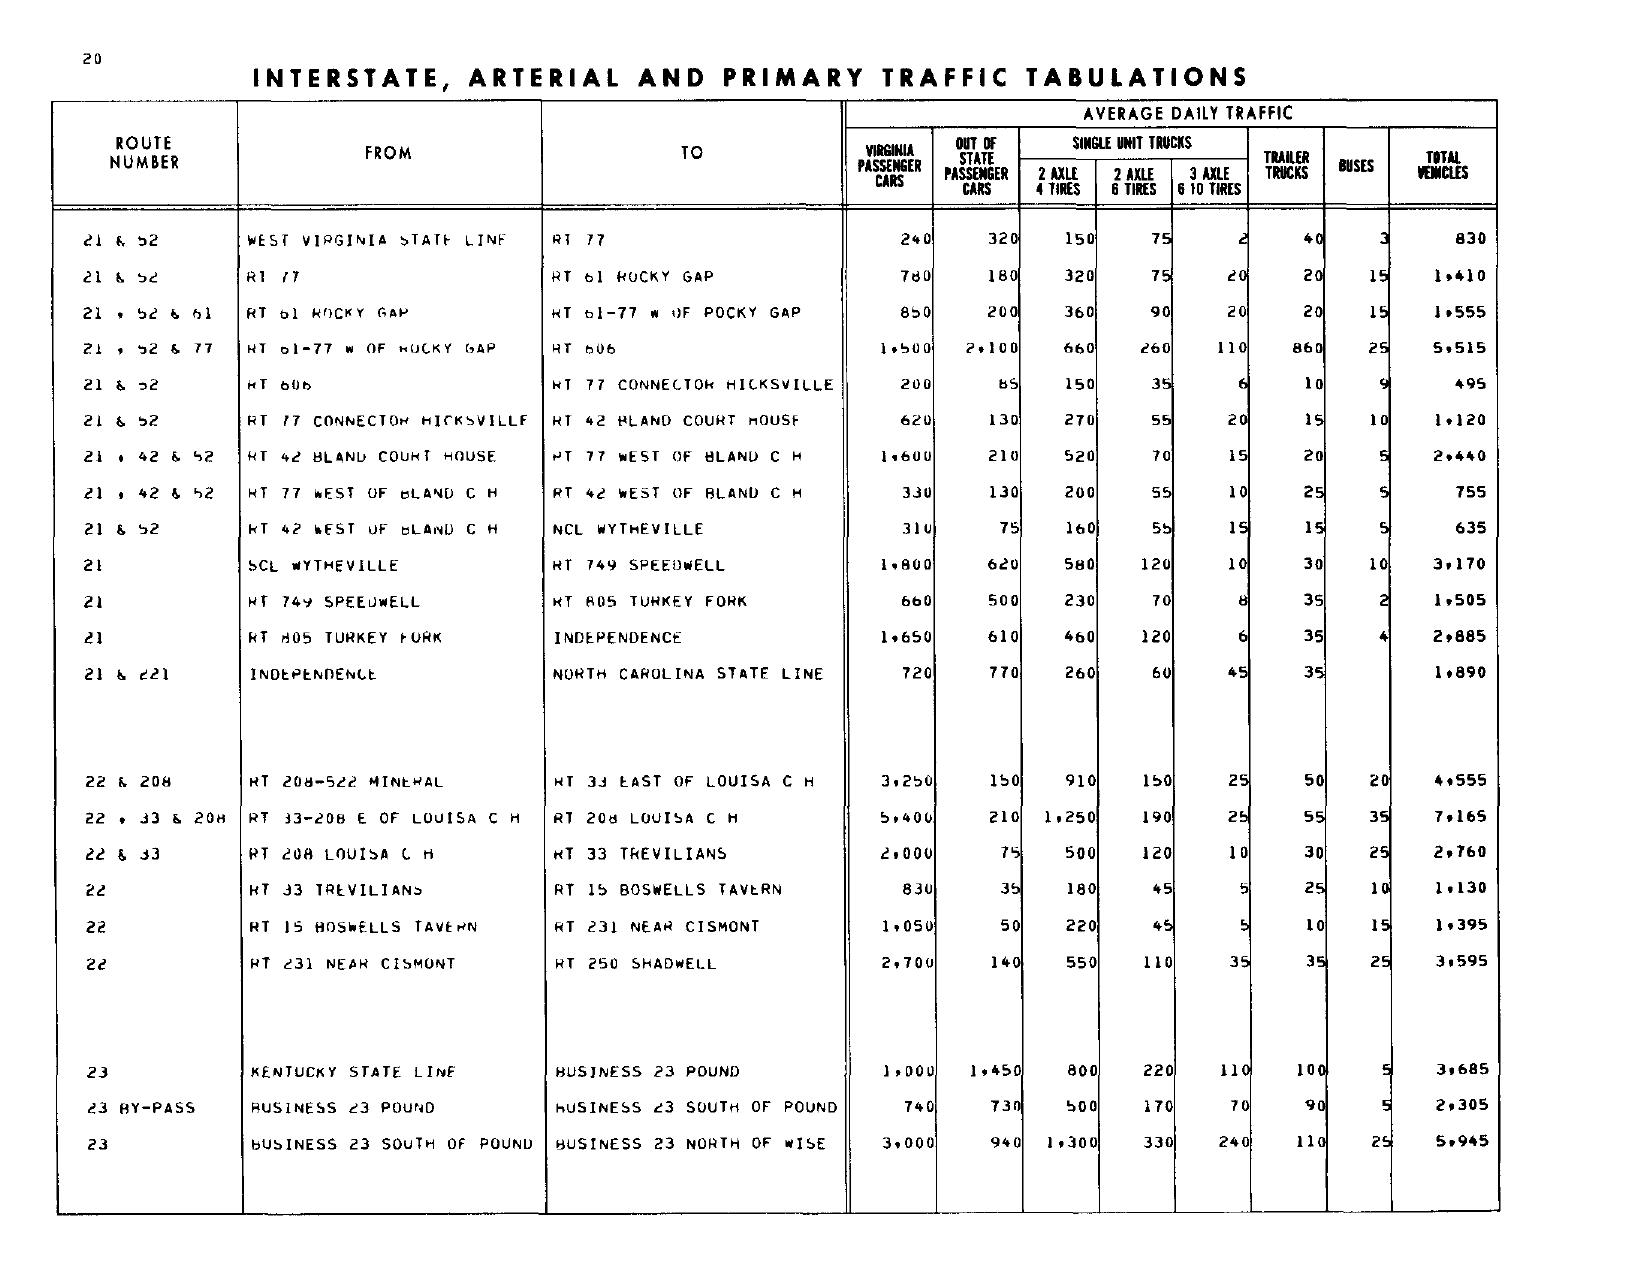 20
INTERSTATE, ARTERIAL AND PRIMARY TRAFFIC TABULATIONS
AVERAGE DAILY TRAFFIC
ROUTE NUMBER FROM TO VIRGINIA PASSENGER CARS OUT OF STATE PASSENGER CARS SINGLE UNIT TRUCKS 2 AXLE 4 TIRES 2 AXLE 6 TIRES 3 AXLE 6 10 TIRES TRAILER TRUCKS BUSES TOTAL VEHICLES
21 & 52 WEST VIRGINIA STATE LINE RT 77 240 320 150 75 2 40 3 830
21 & 52 RT 77 RT 61 ROCKY GAP 780 180 320 75 20 20 15 1,410
21 , 52 & 61 RT 61 ROCKY GAP RT 61-77 W OF ROCKY GAP 850 200 360 90 20 20 15 1,555
21 , 52 & 77 RT 61-77 W OF ROCKY GAP RT 606 1,500 2,100 660 260 110 860 25 5,515
21 & 52 RT 606 RT 77 CONNECTOR HICKSVILLE 200 85 150 35 6 10 9 495
21 & 52 RT 77 CONNECTOR HICKSVILLE RT 42 BLAND COURT HOUSE 620 130 270 55 20 15 10 1,120
21 , 42 & 52 RT 42 BLAND COURT HOUSE RT 77 WEST OF BLAND C H 1,600 210 520 70 15 20 5 2,440
21 , 42 & 52 RT 77 WEST OF BLAND C H RT 42 WEST OF BLAND C H 330 130 200 55 10 25 5 755
21 & 52 RT 42 WEST OF BLAND C H NCL WYTHEVILLE 310 75 160 55 15 15 5 635
21 SCL WYTHEVILLE RT 749 SPEEDWELL 1,800 620 580 120 10 30 10 3,170
21 RT 749 SPEEDWELL RT 805 TURKEY FORK 660 500 230 70 8 35 2 1,505
21 RT 805 TURKEY FORK INDEPENDENCE 1,650 610 460 120 6 35 4 2,885
21 & 221 INDEPENDENCE NORTH CAROLINA STATE LINE 720 770 260 60 45 35 1,890
22 & 208 RT 208-522 MINERAL RT 33 EAST OF LOUISA C H 3,250 150 910 150 25 50 20 4,555
22 , 33 & 208 RT 33-208 E OF LOUISA C H RT 208 LOUISA C H 5,400 210 1,250 190 25 55 35 7,165
22 & 33 RT 208 LOUISA C H RT 33 TREVILIANS 2,000 75 500 120 10 30 25 2,760
22 RT 33 TREVILIANS RT 15 BOSWELLS TAVERN 830 35 180 45 5 25 10 1,130
22 RT 15 BOSWELLS TAVERN RT 231 NEAR CISMONT 1,050 50 220 45 5 10 15 1,395
22 RT 231 NEAR CISMONT RT 250 SHADWELL 2,700 140 550 110 35 35 25 3,595
23 KENTUCKY STATE LINE BUSINESS 23 POUND 1,000 1,450 800 220 110 100 5 3,685
23 BY-PASS BUSINESS 23 POUND BUSINESS 23 SOUTH OF POUND 740 730 500 170 70 90 5 2,305
23 BUSINESS 23 SOUTH OF POUND BUSINESS 23 NORTH OF WISE 3,000 940 1,300 330 240 110 25 5,945